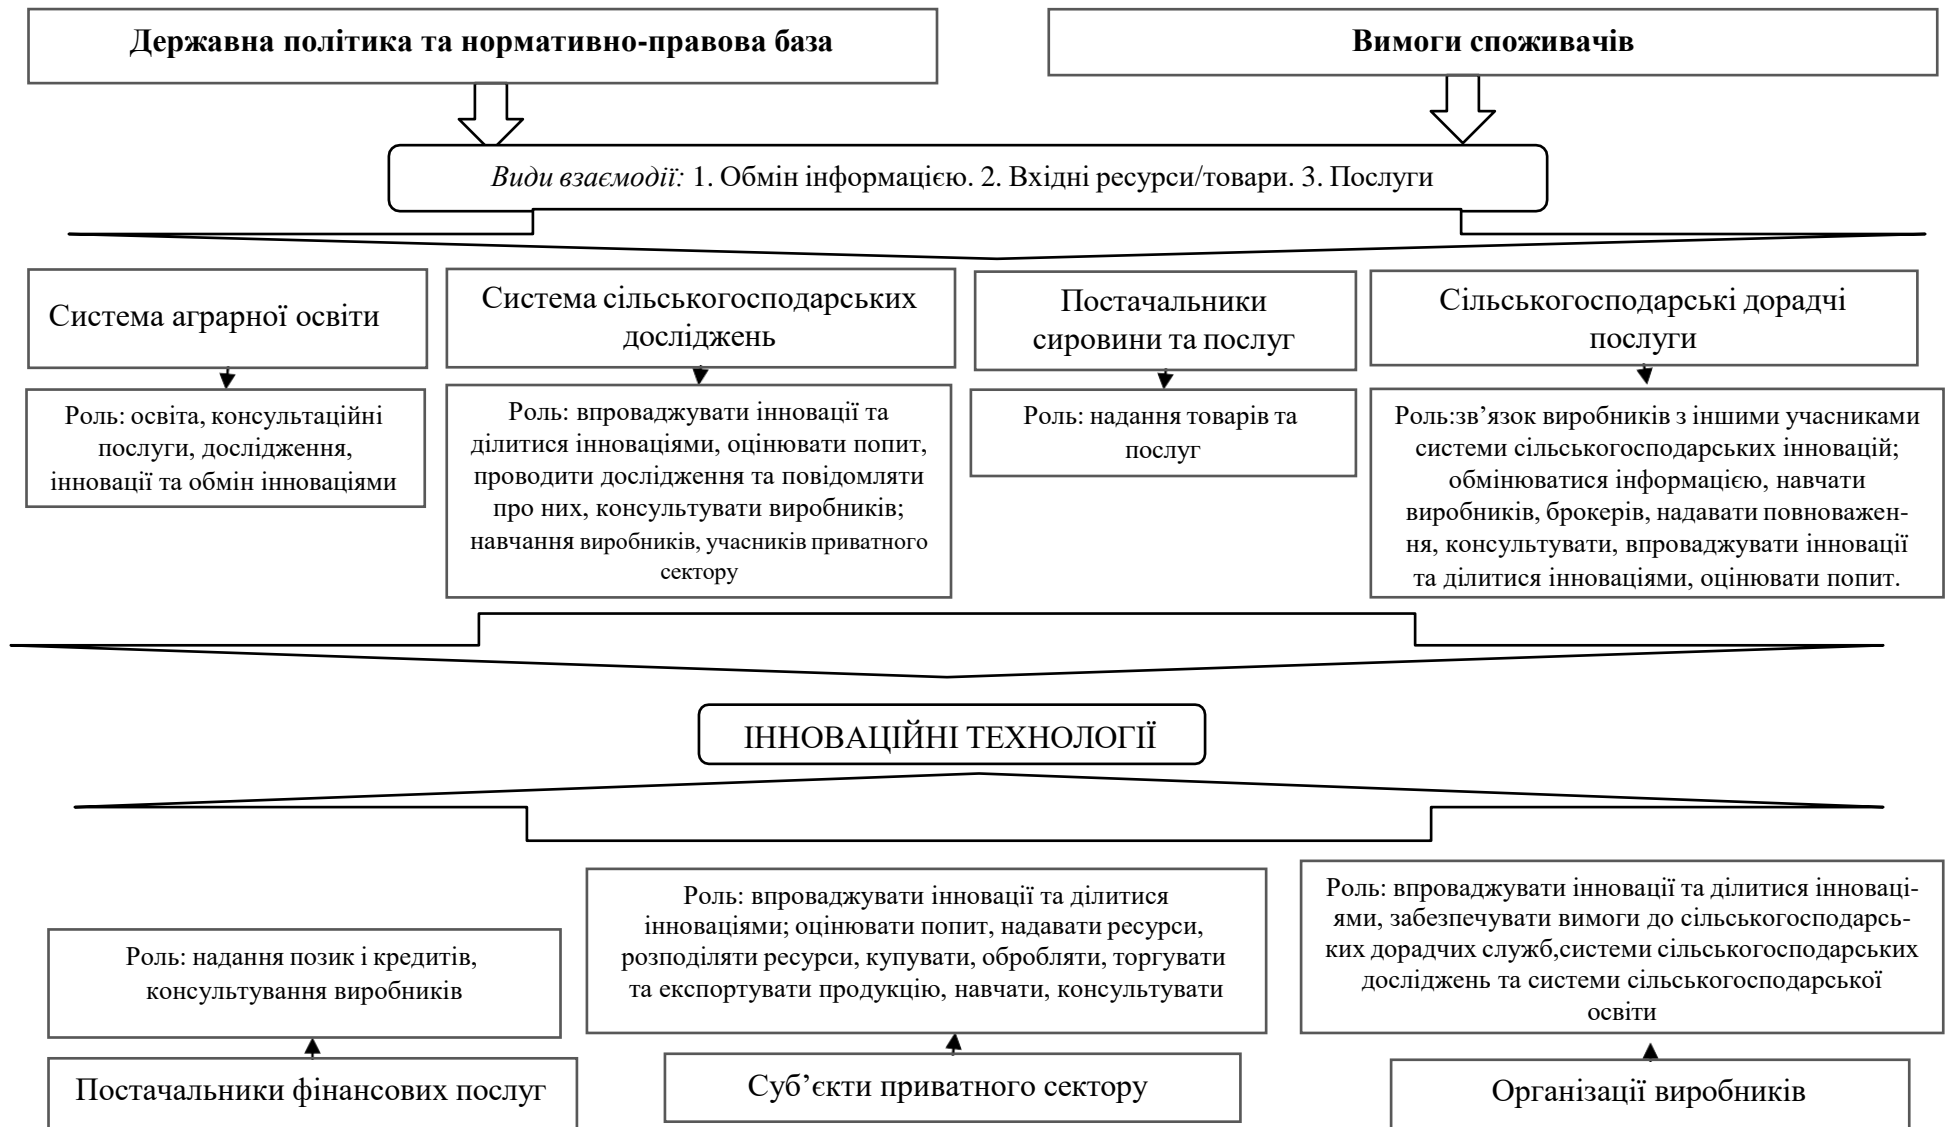 Державна політика та нормативно-правова база
Вимоги споживачів
Види взаємодії: 1. Обмін інформацією. 2. Вхідні ресурси/товари. 3. Послуги
Система аграрної освіти
Система сільськогосподарських
досліджень
Постачальники
сировини та послуг
Сільськогосподарські дорадчі
послуги
Роль: освіта, консультаційні
послуги, дослідження,
інновації та обмін інноваціями
Роль: впроваджувати інновації та
ділитися інноваціями, оцінювати попит,
проводити дослідження та повідомляти
про них, консультувати виробників;
навчання виробників, учасників приватного
сектору
Роль: надання товарів та
послуг
Роль:зв’язок виробників з іншими учасниками
системи сільськогосподарських інновацій;
обмінюватися інформацією, навчати
виробників, брокерів, надавати повноважен-
ня, консультувати, впроваджувати інновації
та ділитися інноваціями, оцінювати попит.
ІННОВАЦІЙНІ ТЕХНОЛОГІЇ
Роль: надання позик і кредитів,
консультування виробників
Роль: впроваджувати інновації та ділитися
інноваціями; оцінювати попит, надавати ресурси,
розподіляти ресурси, купувати, обробляти, торгувати
та експортувати продукцію, навчати, консультувати
Роль: впроваджувати інновації та ділитися інноваці-
ями, забезпечувати вимоги до сільськогосподарсь-
ких дорадчих служб,системи сільськогосподарських
досліджень та системи сільськогосподарської
освіти
Постачальники фінансових послуг
Суб’єкти приватного сектору
Організації виробників